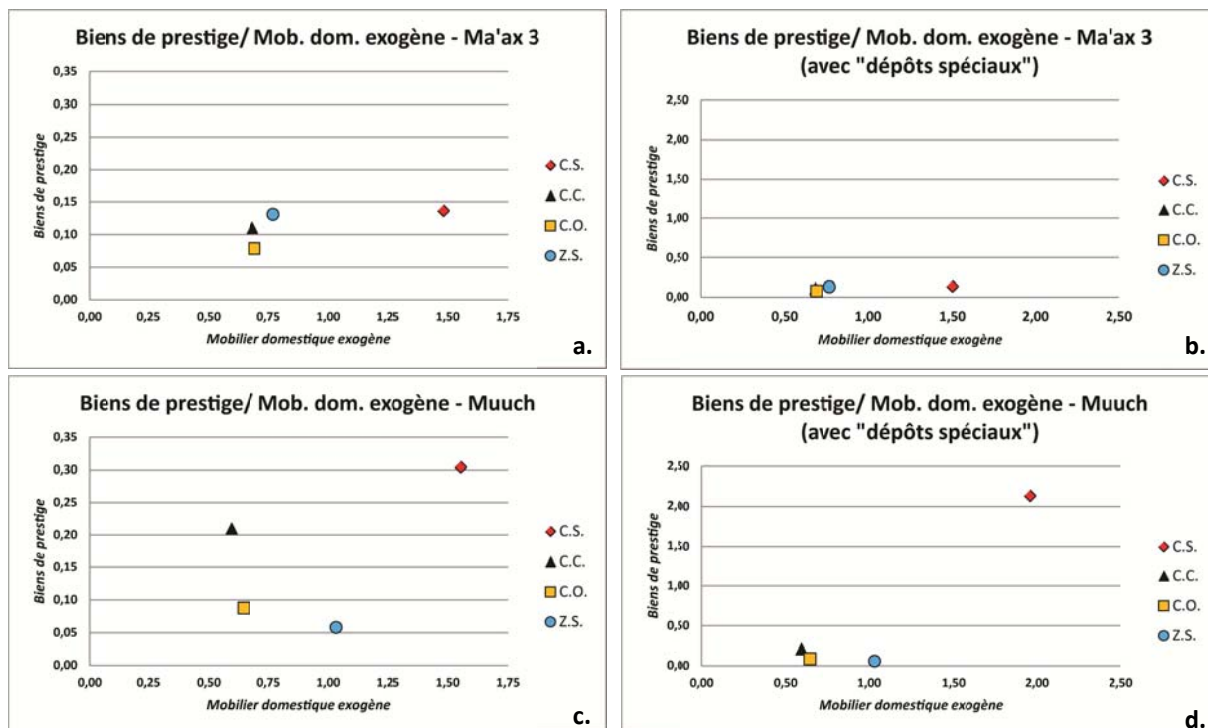 Biens de prestige/ Mob. dom. exogène - Ma'ax 3
0,35
0,30
0,25
0,20
0,15
0,10
0,05
0,00
Biens de prestige
0,00 0,25 0,50 0,75 1,00 1,25 1,50 1,75
Mobilier domestique exogène
C.S.
C.C.
C.O.
Z.S.
a.
Biens de prestige/ Mob. dom. exogène - Ma'ax 3
(avec "dépôts spéciaux")
2,50
2,00
1,50
1,00
0,50
0,00
Biens de prestige
0,00 0,50 1,00 1,50 2,00 2,50
Mobilier domestique exogène
C.S.
C.C.
C.O.
Z.S.
b.
Biens de prestige/ Mob. dom. exogène - Muuch
0,35
0,30
0,25
0,20
0,15
0,10
0,05
0,00
Biens de prestige
0,00 0,25 0,50 0,75 1,00 1,25 1,50 1,75
Mobilier domestique exogène
C.S.
C.C.
C.O.
Z.S.
c.
Biens de prestige/ Mob. dom. exogène - Muuch
(avec "dépôts spéciaux")
2,50
2,00
1,50
1,00
0,50
0,00
Biens de prestige
0,00 0,50 1,00 1,50 2,00 2,50
Mobilier domestique exogène
C.S.
C.C.
C.O.
Z.S.
d.